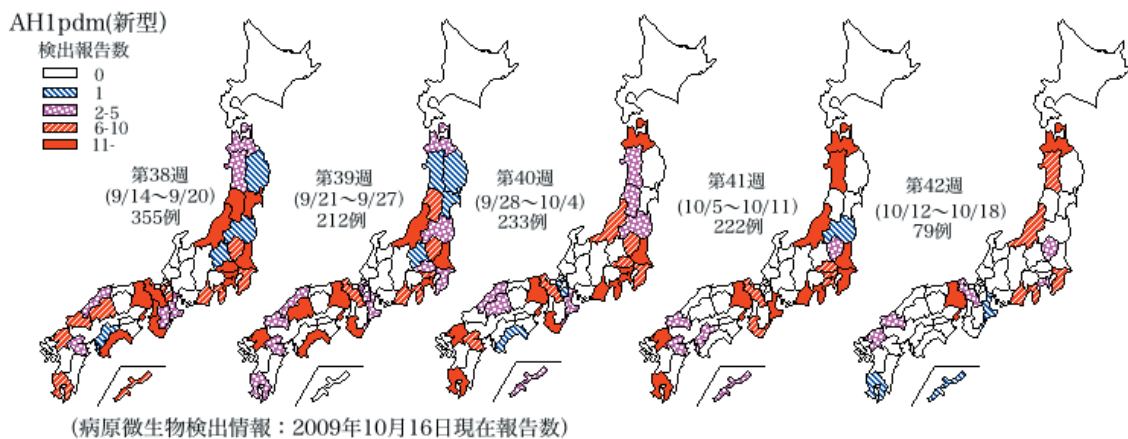 AH1pdm(新型)
検出報告数
0
1
2-5
6-10
11-
第38週
(9/14～9/20)
355例
第39週
(9/21～9/27)
212例
第40週
(9/28～10/4)
233例
第41週
(10/5～10/11)
222例
第42週
(10/12～10/18)
79例
(病原微生物検出情報：2009年10月16日現在報告数)